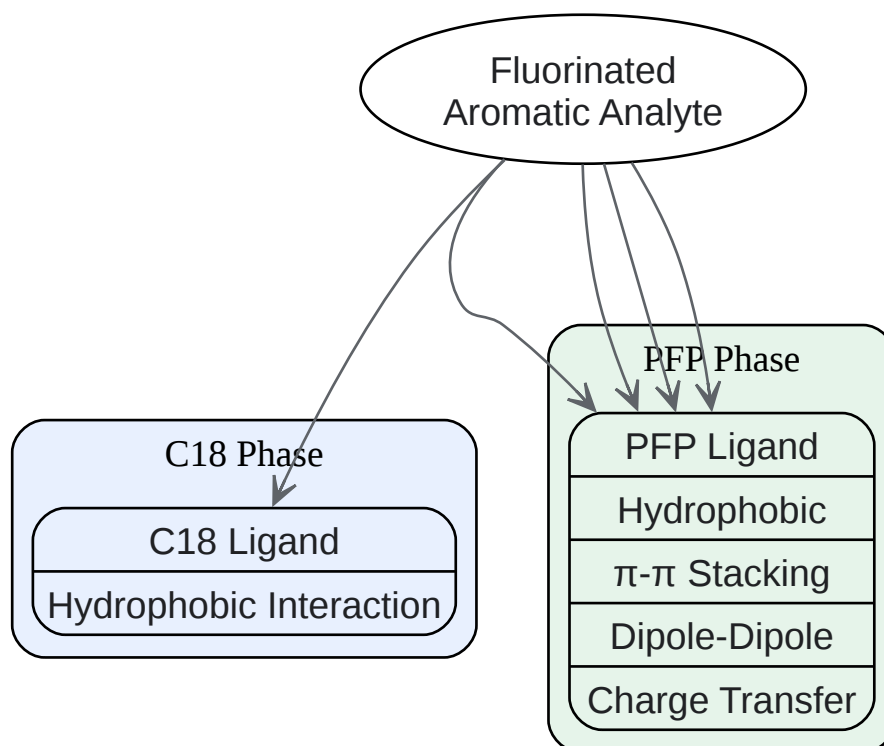 Fluorinated
Aromatic Analyte
PFP Phase
PFP Ligand
Hydrophobic
π-π Stacking
Dipole-Dipole
Charge Transfer
C18 Phase
C18 Ligand
Hydrophobic Interaction